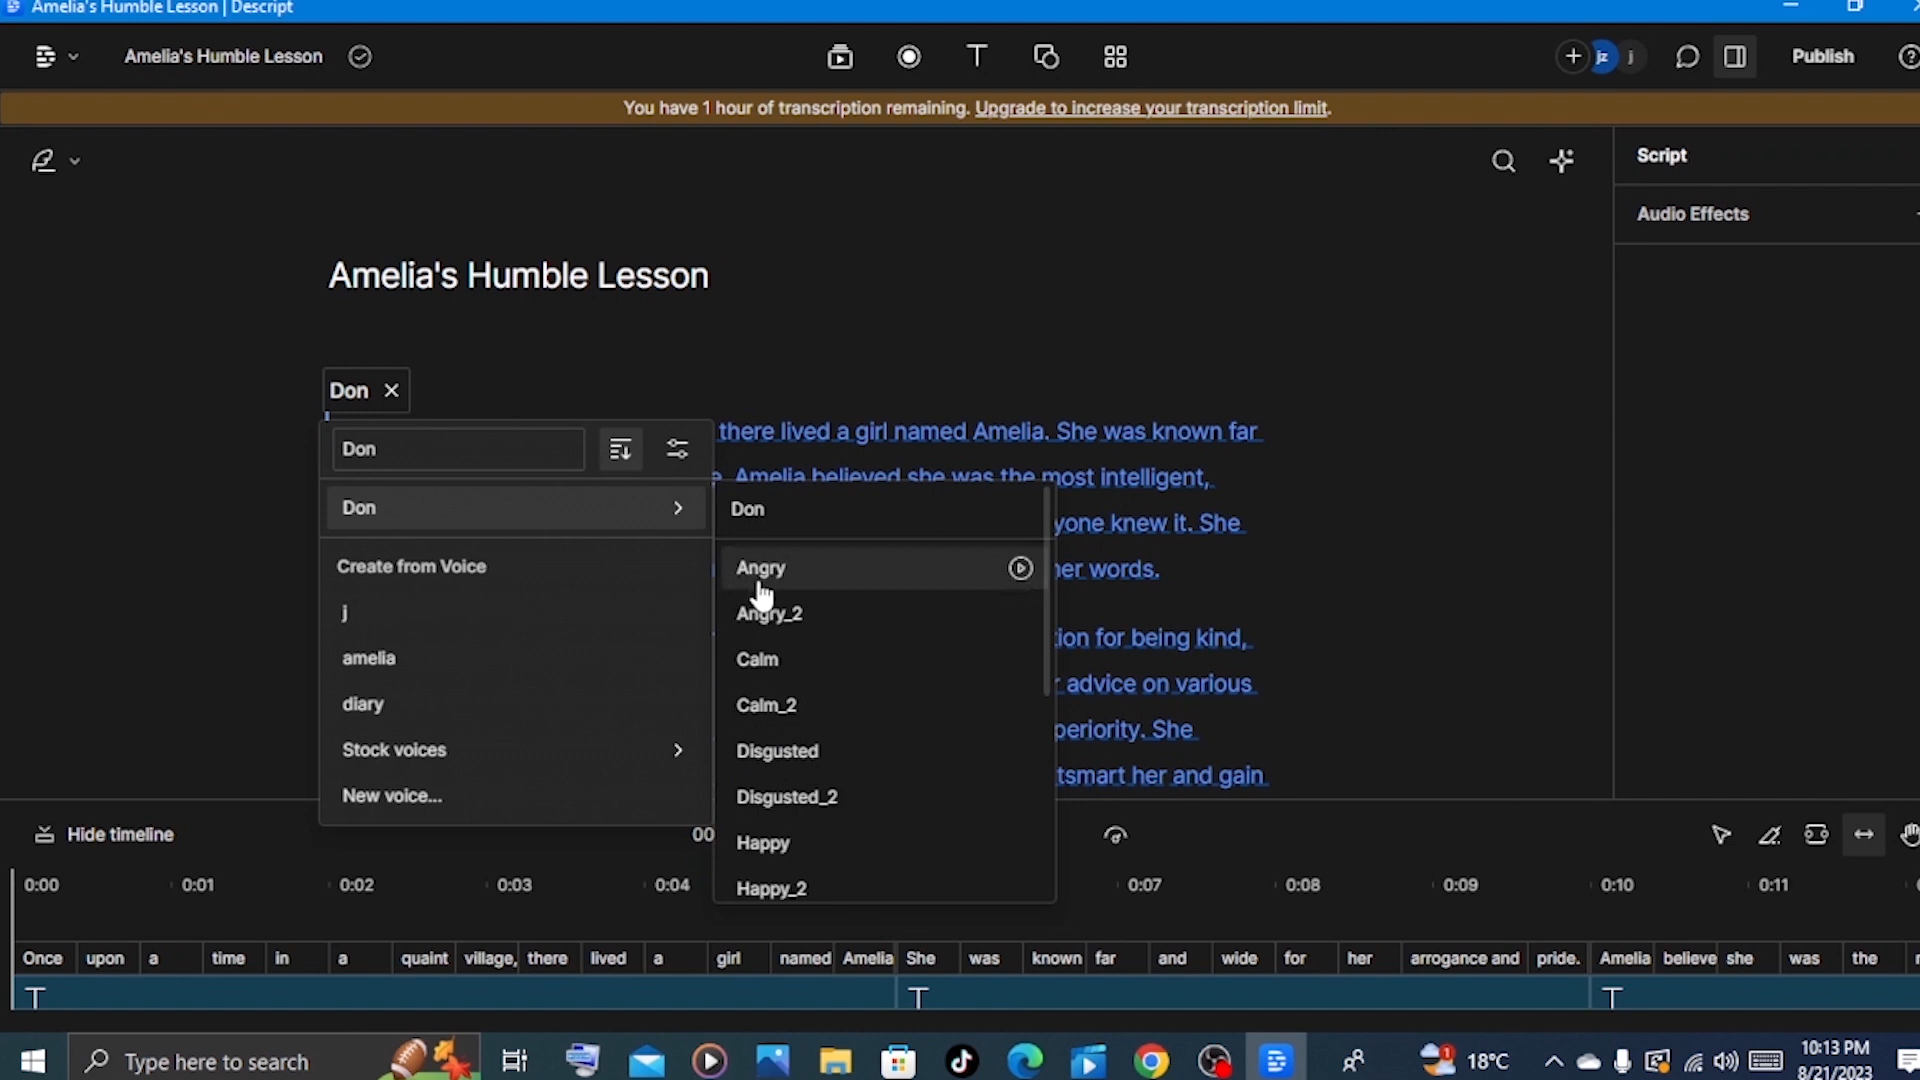 Amelia's Humble Lesson | Descript
Amelia's Humble Lesson
jz
j
Publish
You have 1 hour of transcription remaining. Upgrade to increase your transcription limit.
Script
Audio Effects
Amelia's Humble Lesson
Don
there lived a girl named Amelia. She was known far
Amelia believed she was the most intelligent,
yone knew it. She
her words.
tion for being kind,
advice on various
periority. She
tsmart her and gain
Don
Don
Create from Voice
j
amelia
diary
Stock voices
New voice...
Don
Angry
Angry_2
Calm
Calm_2
Disgusted
Disgusted_2
Happy
Happy_2
Hide timeline
00
0:00 0:01 0:02 0:03 0:04 0:07 0:08 0:09 0:10 0:11
Once upon a time in a quaint village, there lived a girl named Amelia She was known far and wide for her arrogance and pride. Amelia believe she was the
Type here to search
18°C
10:13 PM
8/21/2023